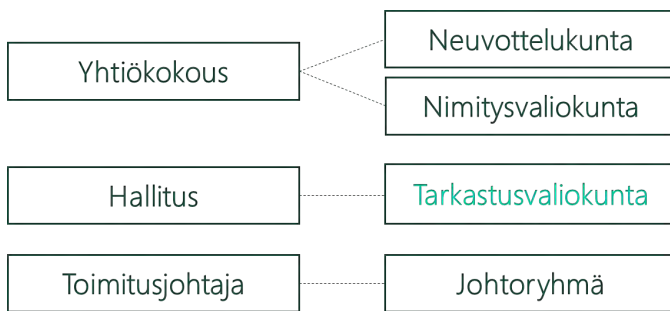 Yhtiökokous
Neuvottelukunta
Nimitysvaliokunta
Hallitus
Tarkastusvaliokunta
Toimitusjohtaja
Johtoryhmä